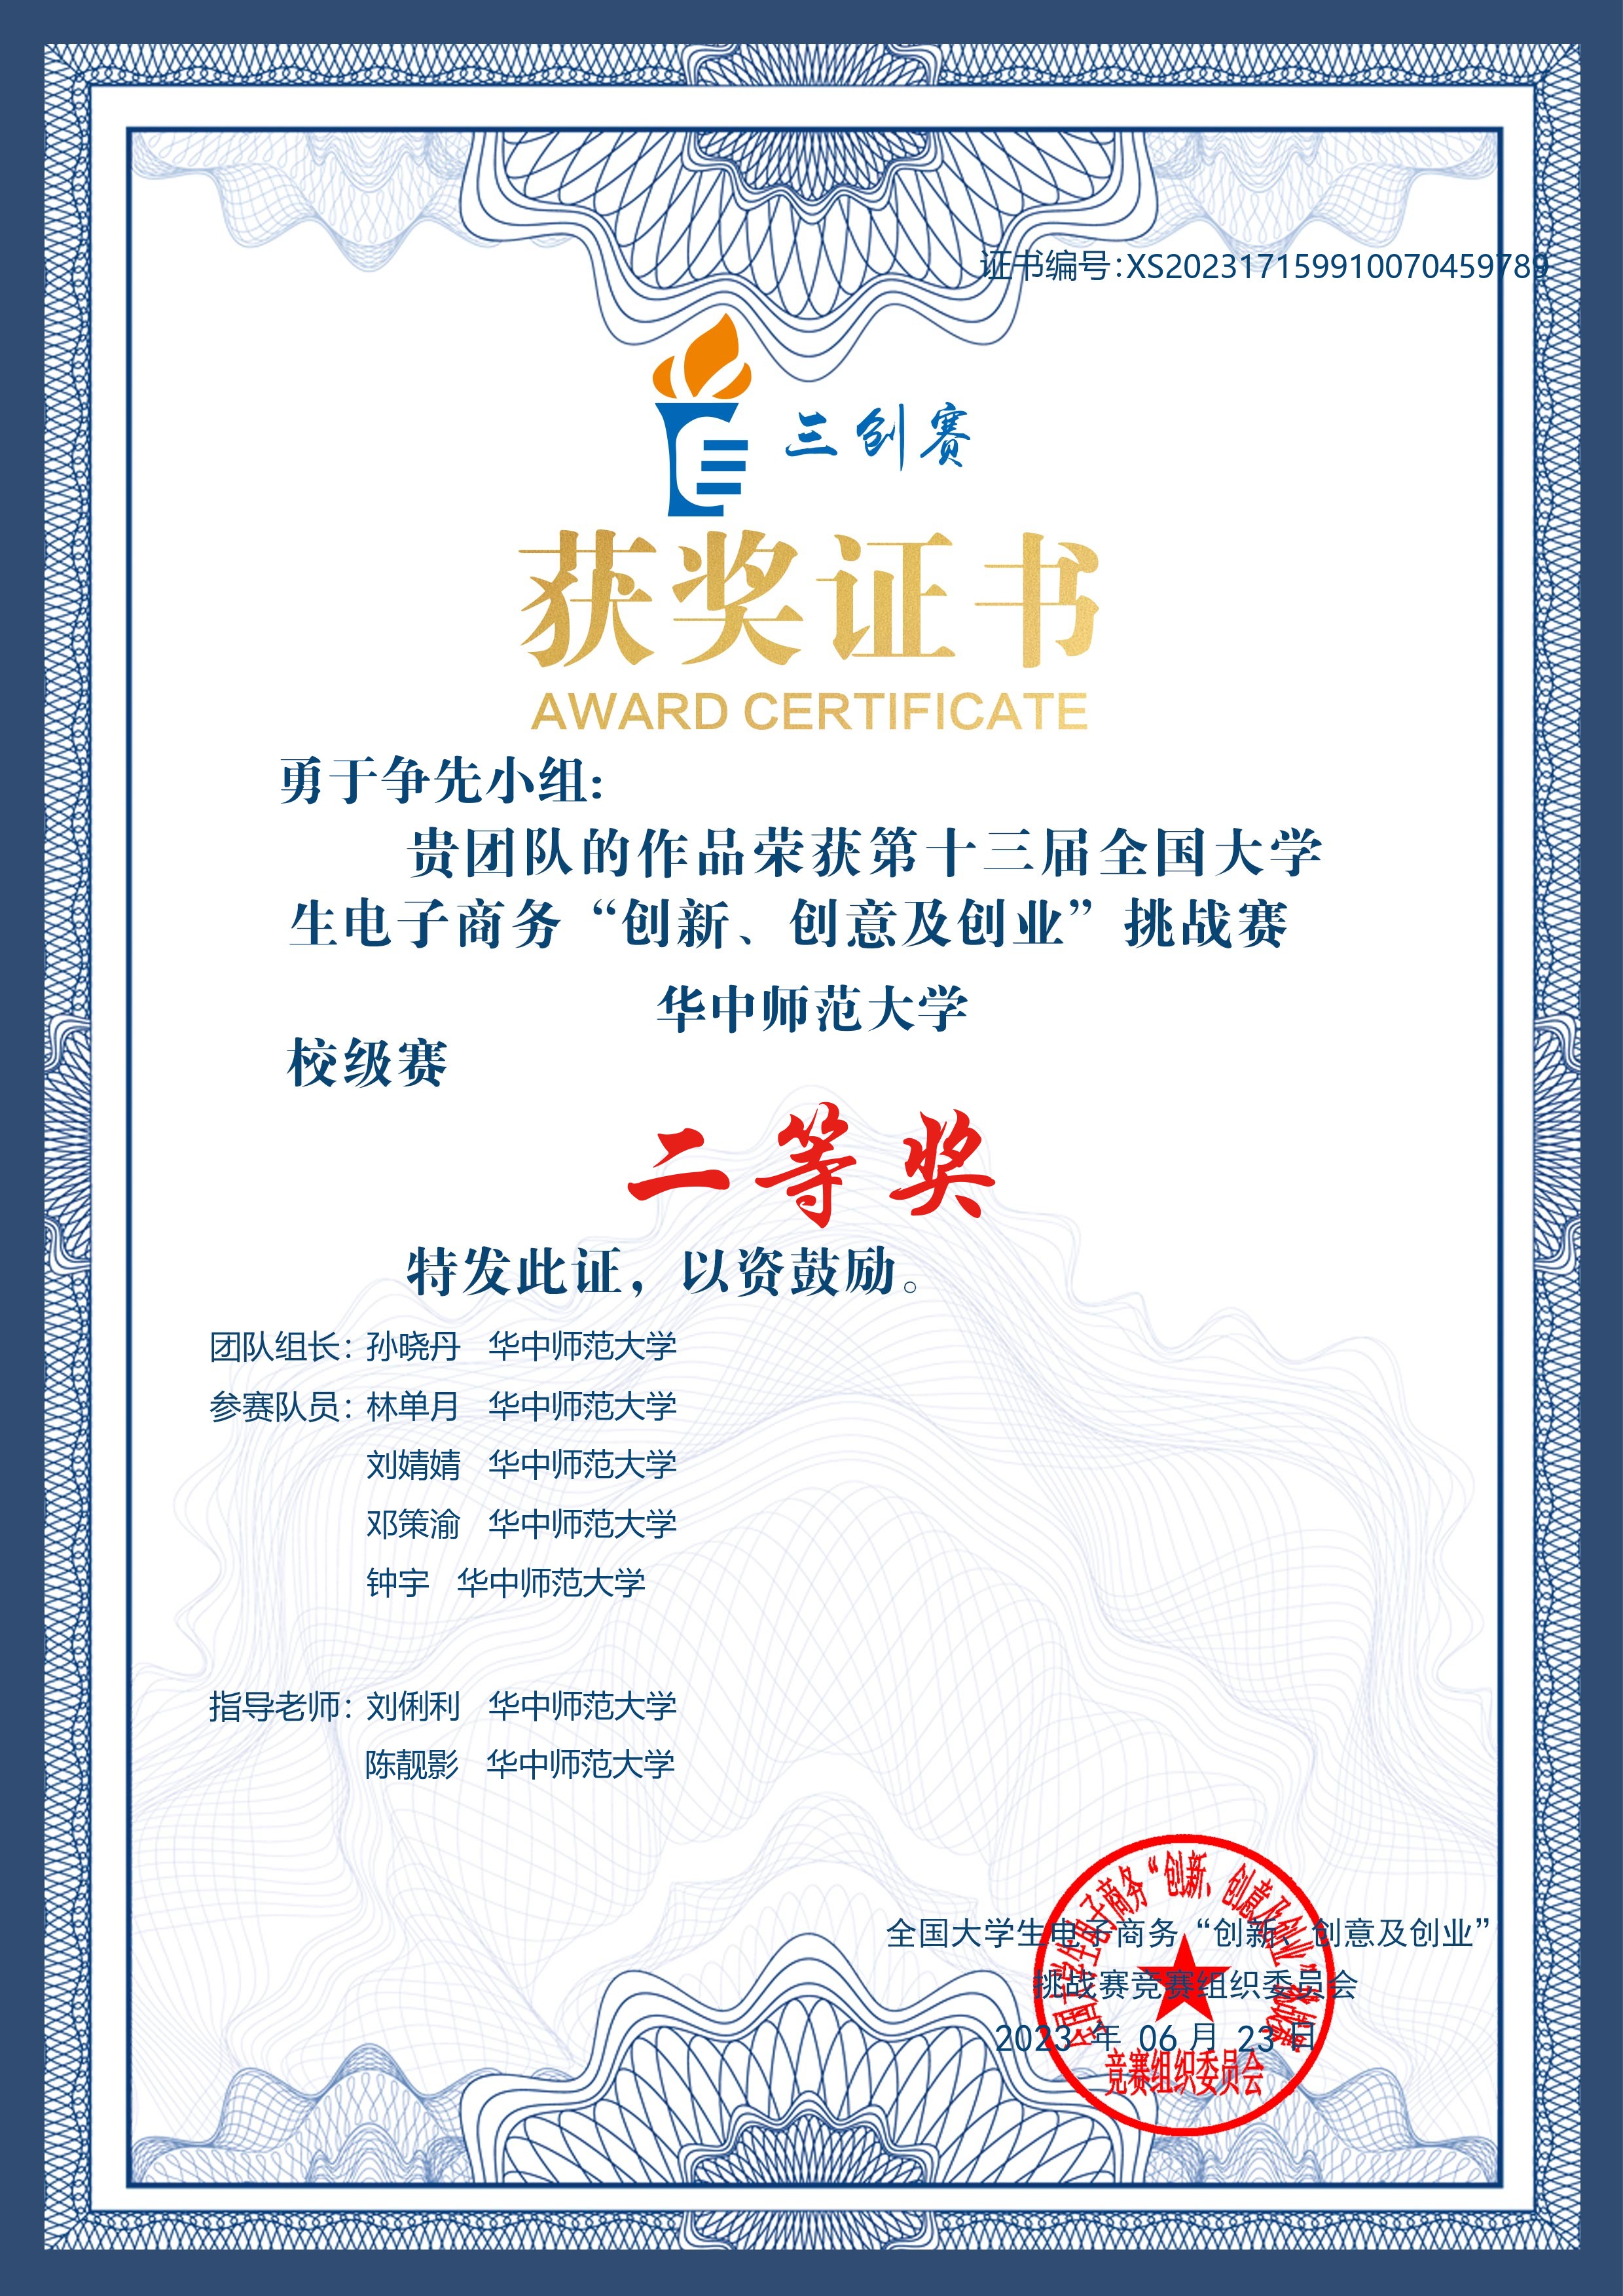 证书编号:XS202317159910070459789
三创赛
获奖证书
AWARD CERTIFICATE
勇于争先小组:
贵团队的作品荣获第十三届全国大学
生电子商务“创新、创意及创业”挑战赛
华中师范大学
校级赛
二等奖
特发此证，以资鼓励。
团队组长：孙晓丹 华中师范大学
参赛队员：林单月 华中师范大学
刘婧婧 华中师范大学
邓策渝 华中师范大学
钟宇 华中师范大学
指导老师：刘俐利 华中师范大学
陈靓影 华中师范大学
全国大学生电子商务“创新、创意及创业”
挑战赛竞赛组织委员会
2023 年 06 月 23 日
全国大学生电子商务“创新、创意及创业”挑战赛
竞赛组织委员会